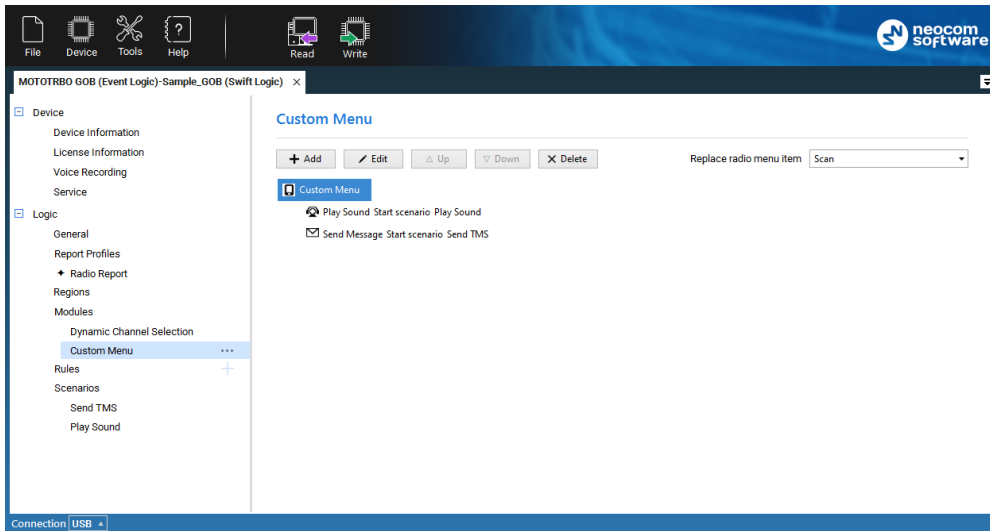 File Device Tools Help Read Write
neocom
software
MOTOTRBO GOB (Event Logic)-Sample_GOB (Swift Logic)
Device
Device Information
License Information
Voice Recording
Service
Logic
General
Report Profiles
Radio Report
Regions
Modules
Dynamic Channel Selection
Custom Menu
Rules
Scenarios
Send TMS
Play Sound
Custom Menu
Add Edit Up Down Delete Replace radio menu item Scan
Custom Menu
Play Sound Start scenario Play Sound
Send Message Start scenario Send TMS
Connection USB